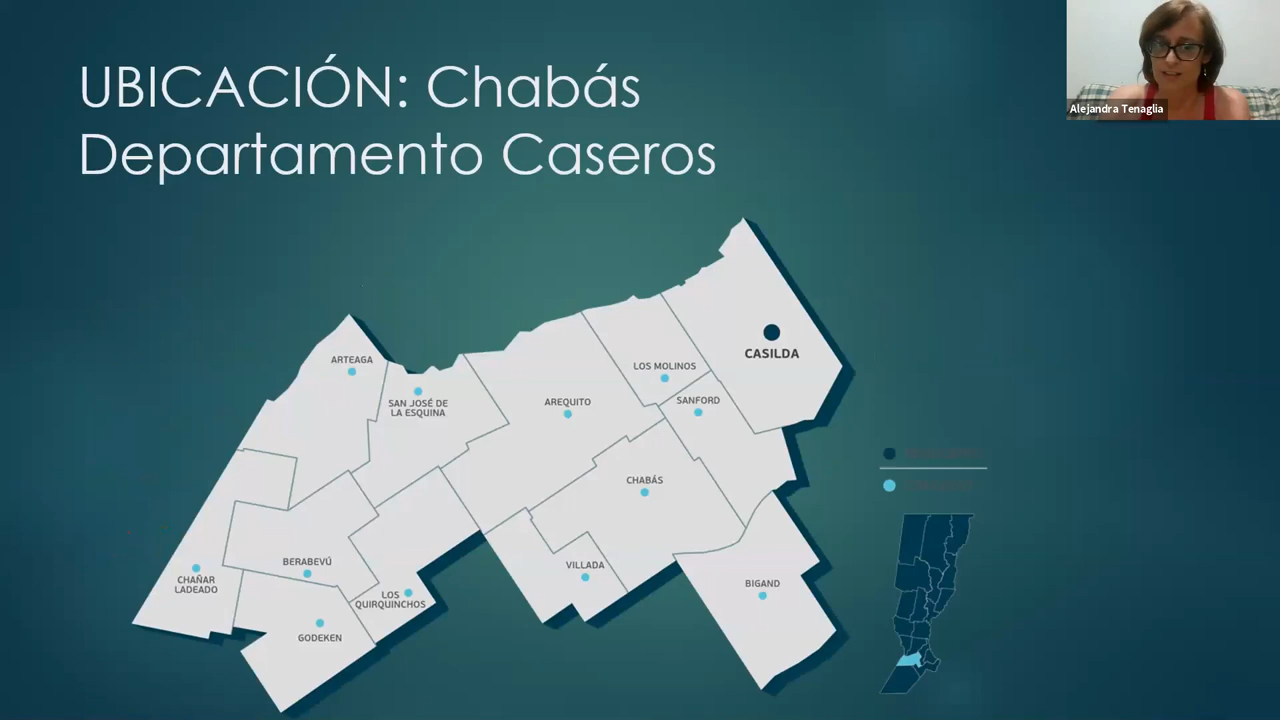 UBICACIÓN: Chabás
Departamento Caseros
Alejandra Tenaglia
CASILDA
ARTEAGA
LOS MOLINOS
SAN JOSÉ DE
LA ESQUINA
AREQUITO
SANFORD
CHABÁS
BERABEVÚ
VILLADA
CHAÑAR
LADEADO
BIGAND
LOS
QUIRQUINCHOS
GODEKEN